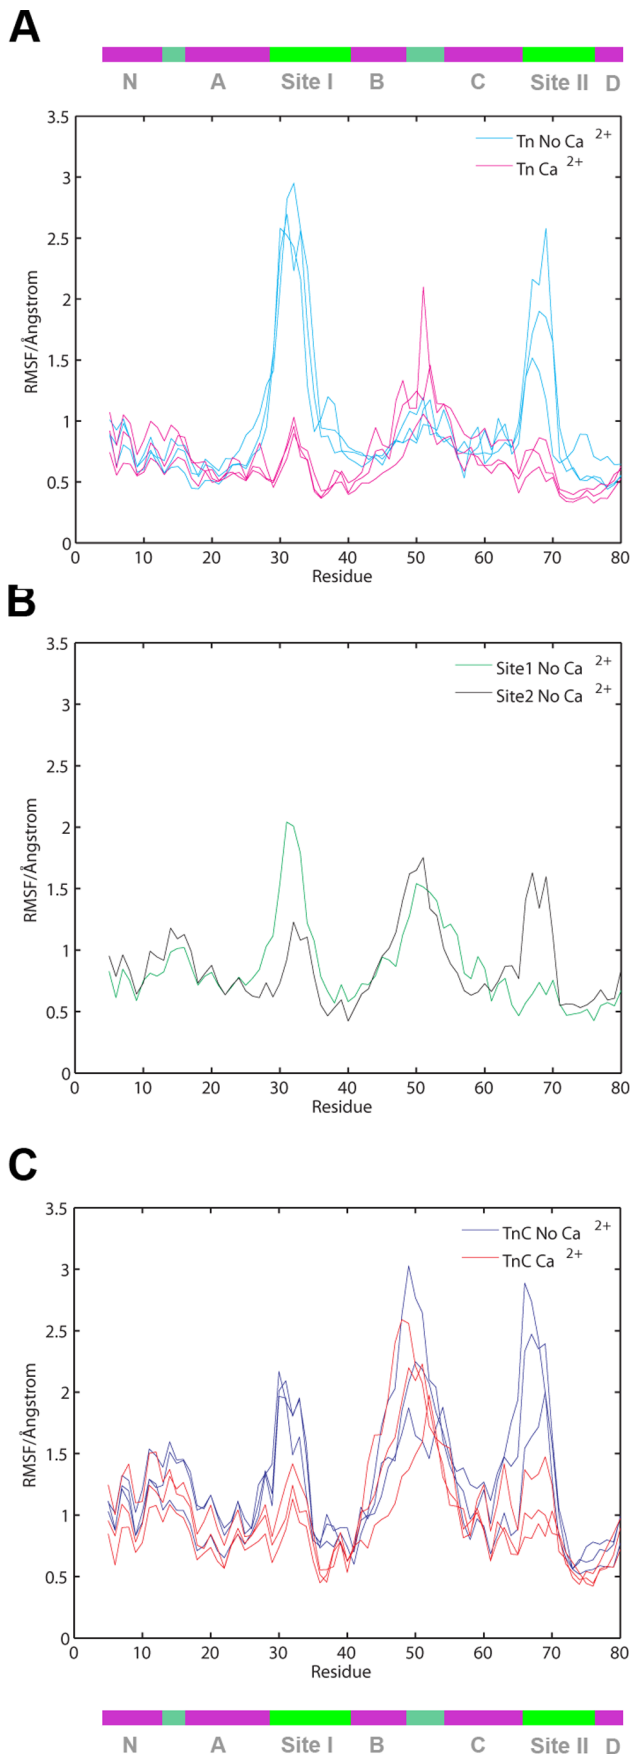 A
N A Site I B C Site II D
3.5
Tn No Ca 2+
Tn Ca 2+
3
2.5
2
1.5
1
0.5
0
RMSF/Ångstrom
0 10 20 30 40 50 60 70 80
Residue
B
3.5
Site1 No Ca 2+
Site2 No Ca 2+
3
2.5
2
1.5
1
0.5
0
RMSF/Ångstrom
0 10 20 30 40 50 60 70 80
Residue
C
3.5
TnC No Ca 2+
TnC Ca 2+
3
2.5
2
1.5
1
0.5
0
RMSF/Ångstrom
0 10 20 30 40 50 60 70 80
Residue
N A Site I B C Site II D